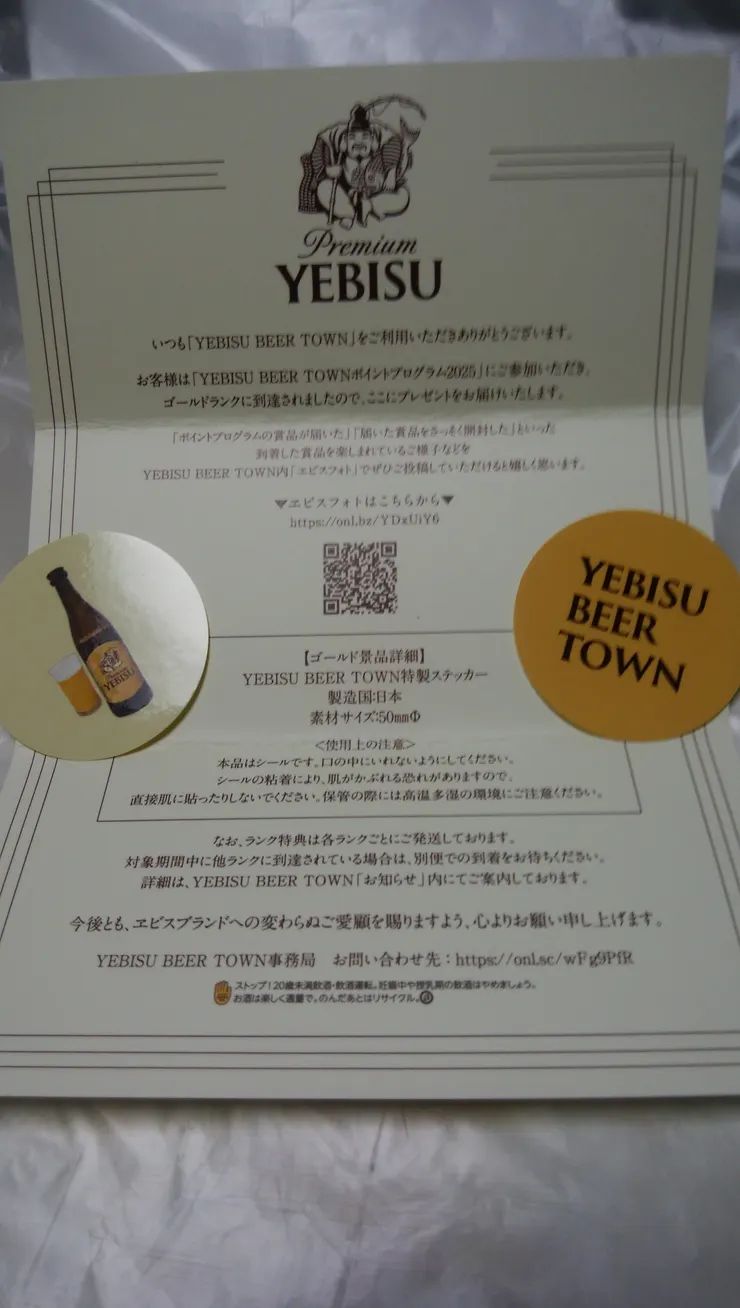 Premium
YEBISU
いつも「YEBISU BEER TOWN」をご利用いただきありがとうございます。
お客様は「YEBISU BEER TOWNポイントプログラム2025」にご参加いただき、
ゴールドランクに到達されましたので、ここにプレゼントをお届けいたします。
「ポイントプログラムの賞品が届いた」「届いた賞品をさっそく開封した」といった
到着した賞品を楽しまれているご様子などを
YEBISU BEER TOWN内「ヱビスフォト」でぜひご投稿していただけると嬉しく思います。
▼ヱビスフォトはこちらから▼
https://onl.bz/YDxUiY6
YEBISU
YEBISU
BEER
TOWN
【ゴールド景品詳細】
YEBISU BEER TOWN特製ステッカー
製造国:日本
素材サイズ:50mmΦ
<使用上の注意>
本品はシールです。口の中にいれないようにしてください。
シールの粘着により、肌がかぶれる恐れがありますので、
直接肌に貼ったりしないでください。保管の際には高温多湿の環境にご注意ください。
なお、ランク特典は各ランクごとにご発送しております。
対象期間中に他ランクに到達されている場合は、別便での到着をお待ちください。
詳細は、YEBISU BEER TOWN「お知らせ」内にてご案内しております。
今後とも、ヱビスブランドへの変わらぬご愛顧を賜りますよう、心よりお願い申し上げます。
YEBISU BEER TOWN事務局 お問い合わせ先：https://onl.sc/wFg9PfR
ストップ!20歳未満飲酒・飲酒運転。妊娠中や授乳期の飲酒はやめましょう。
お酒は楽しく適量で。のんだあとはリサイクル。